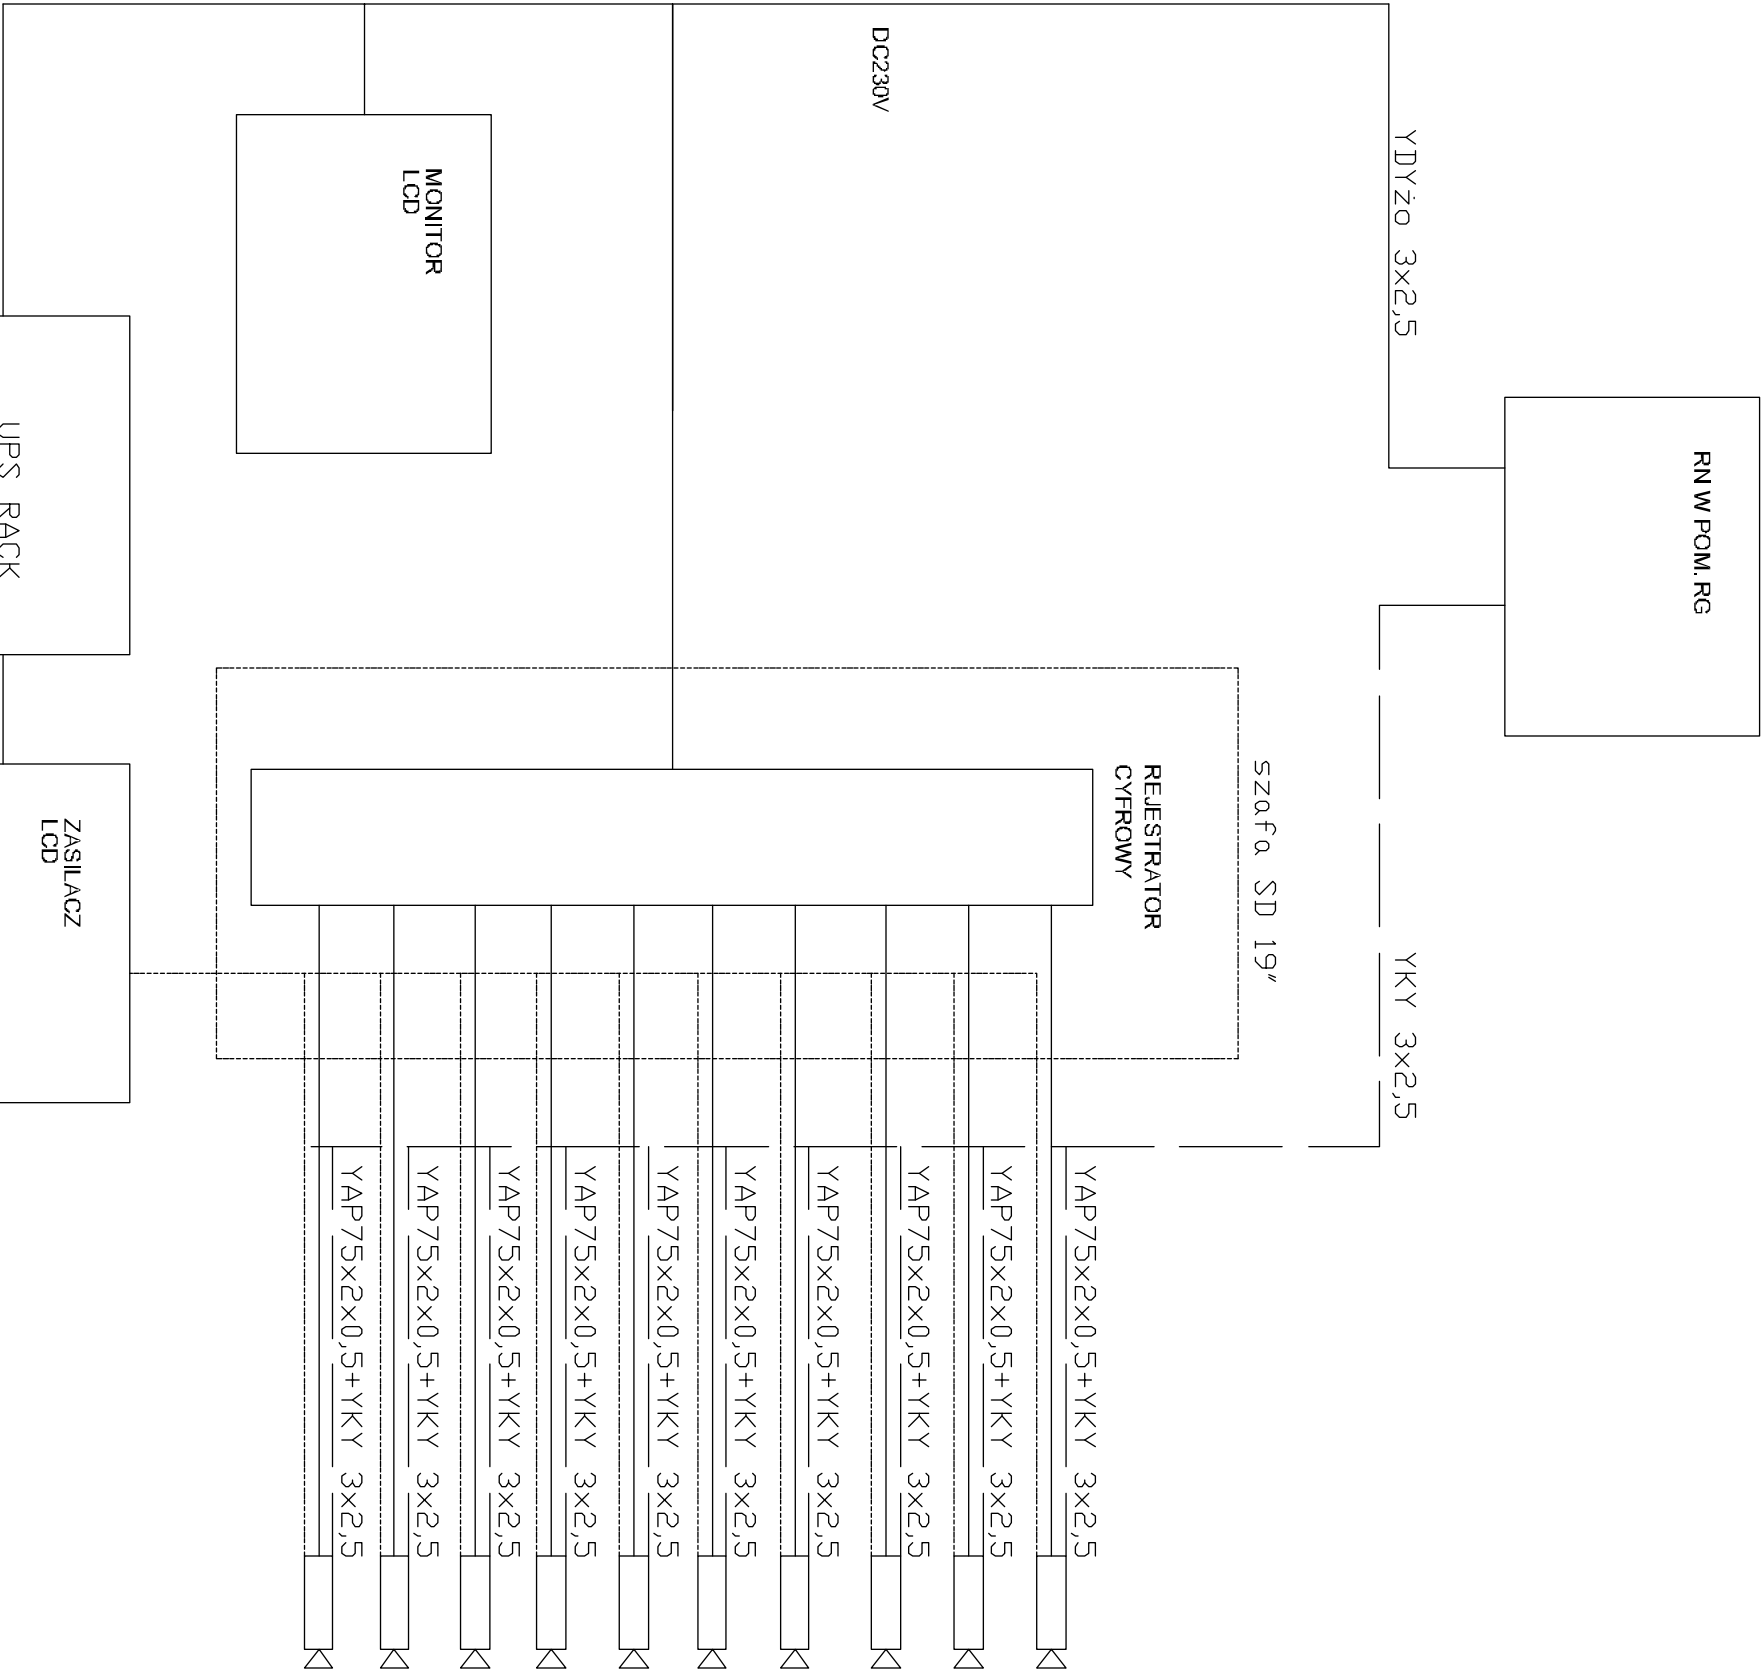 RN W POM. RG
YDYżo 3x2,5
YKY 3x2,5
DC230V
szafa SD 19"
REJESTRATOR
CYFROWY
MONITOR
LCD
UPS RACK
ZASILACZ
LCD
YAP75x2x0,5+YKY 3x2,5
YAP75x2x0,5+YKY 3x2,5
YAP75x2x0,5+YKY 3x2,5
YAP75x2x0,5+YKY 3x2,5
YAP75x2x0,5+YKY 3x2,5
YAP75x2x0,5+YKY 3x2,5
YAP75x2x0,5+YKY 3x2,5
YAP75x2x0,5+YKY 3x2,5
YAP75x2x0,5+YKY 3x2,5
YAP75x2x0,5+YKY 3x2,5